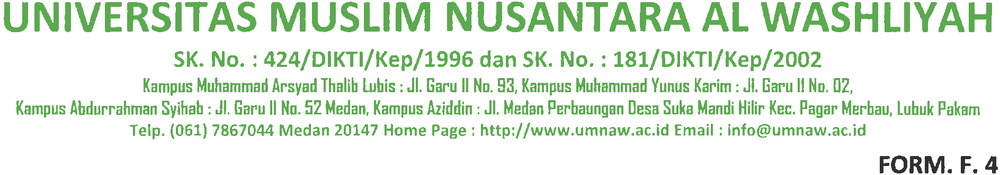 UNIVERSITAS MUSLIM NUSANTARA AL WASHLIYAH
SK. No. : 424/DIKTI/Kep/1996 dan SK. No. : 181/DIKTI/Kep/2002
Kampus Muhammad Arsyad Thalib Lubis : Jl. Garu II No. 93, Kampus Muhammad Yunus Karim : Jl. Garu II No. 02,
Kampus Abdurrahman Syihab : Jl. Garu II No. 52 Medan, Kampus Aziddin : Jl. Medan Perbaungan Desa Suka Mandi Hilir Kec. Pagar Merbau, Lubuk Pakam
Telp. (061) 7867044 Medan 20147 Home Page : http://www.umnaw.ac.id Email : info@umnaw.ac.id
FORM. F. 4